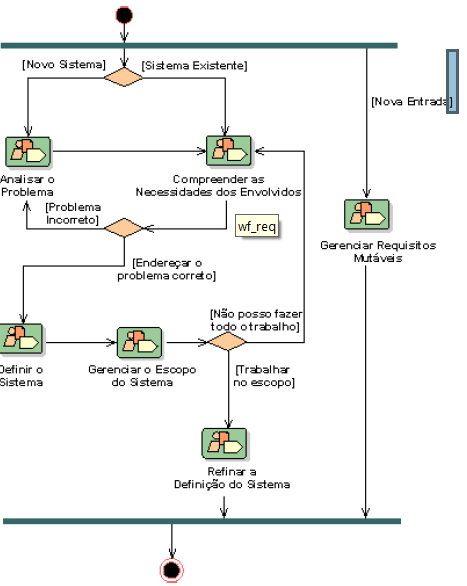 [Novo Sistema]
[Sistema Existente]
[Nova Entrada]
Analisar o
Problema
Compreender as
Necessidades dos Envolvidos
[Problema
Incorreto]
wf_req
Gerenciar Requisitos
Mutáveis
[Endereçar o
problema correto]
[Não posso fazer
todo o trabalho]
Definir o
Sistema
Gerenciar o Escopo
do Sistema
[Trabalhar
no escopo]
Refinar a
Definição do Sistema